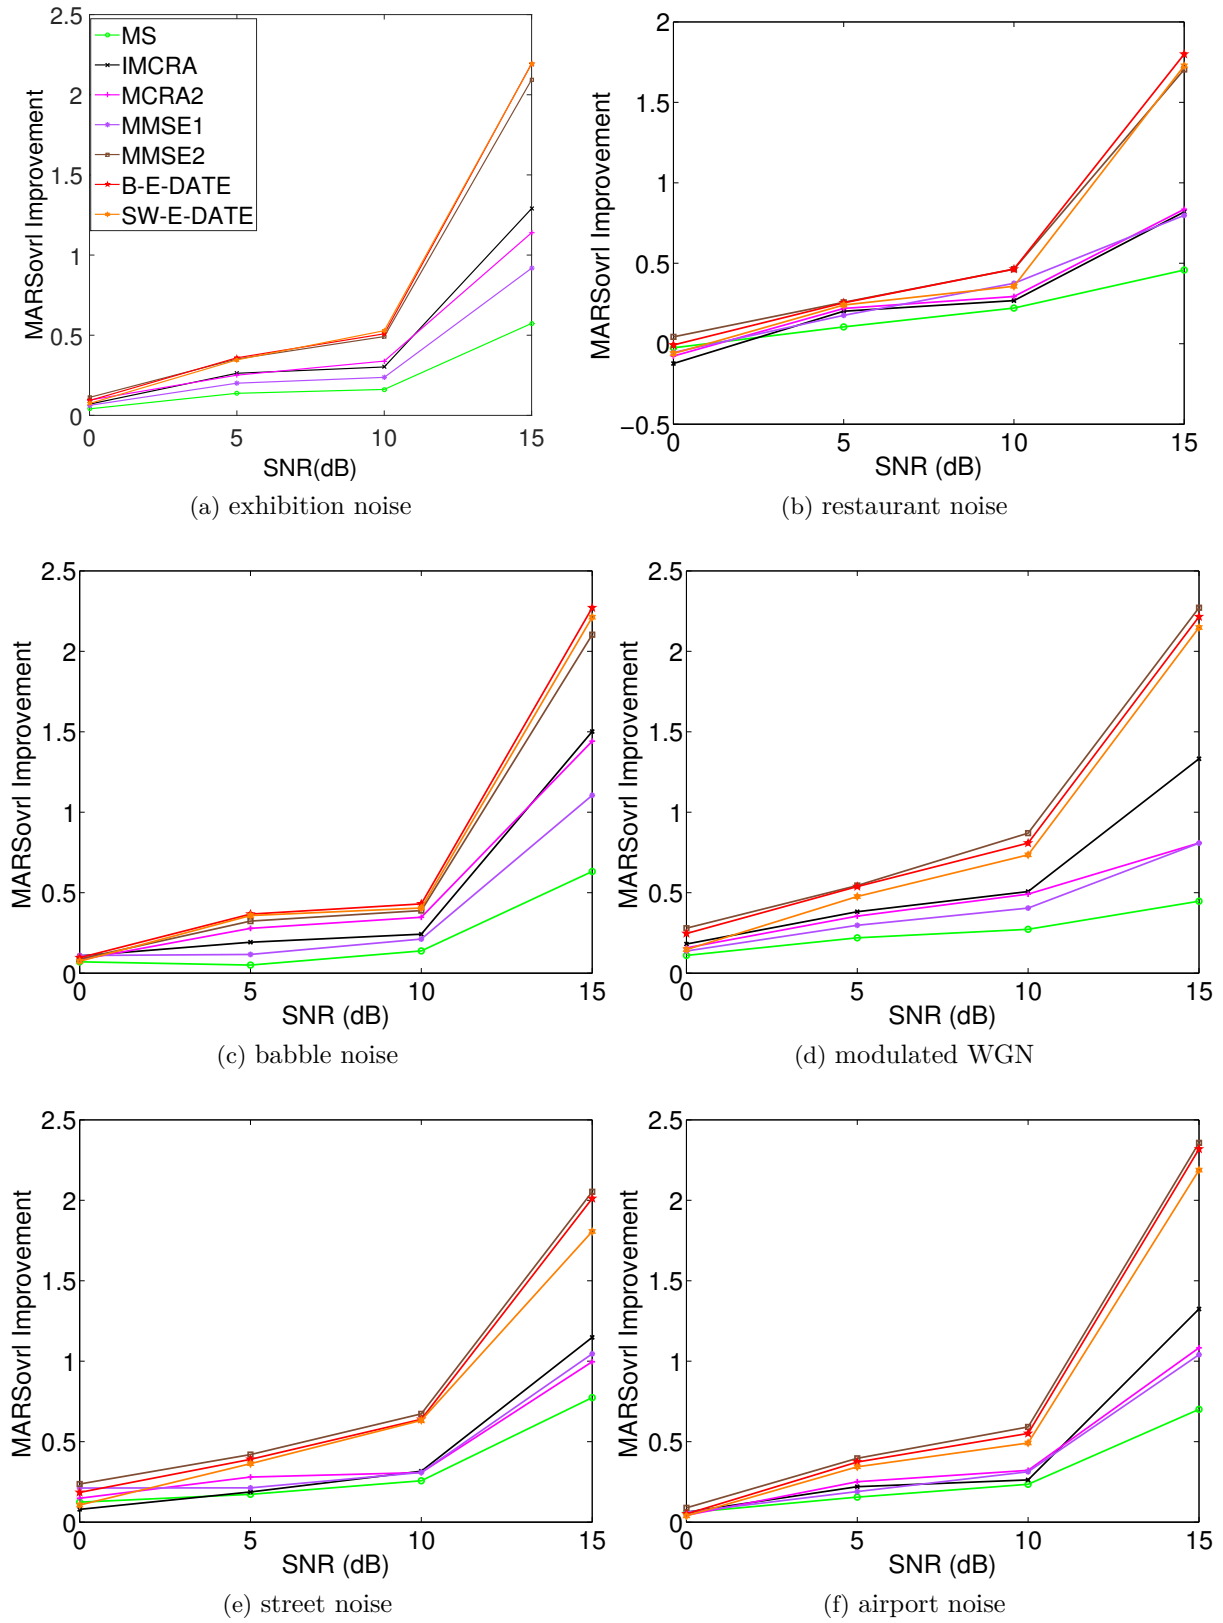 2.5
2
1.5
1
0.5
0
MARSovrl Improvement
MS
IMCRA
MCRA2
MMSE1
MMSE2
B-E-DATE
SW-E-DATE
0 5 10 15
SNR(dB)
(a) exhibition noise
2
1.5
1
0.5
0
−0.5
MARSovrl Improvement
0 5 10 15
SNR (dB)
(b) restaurant noise
2.5
2
1.5
1
0.5
0
MARSovrl Improvement
0 5 10 15
SNR (dB)
(c) babble noise
2.5
2
1.5
1
0.5
0
MARSovrl Improvement
0 5 10 15
SNR (dB)
(d) modulated WGN
2.5
2
1.5
1
0.5
0
MARSovrl Improvement
0 5 10 15
SNR (dB)
(e) street noise
2.5
2
1.5
1
0.5
0
MARSovrl Improvement
0 5 10 15
SNR (dB)
(f) airport noise